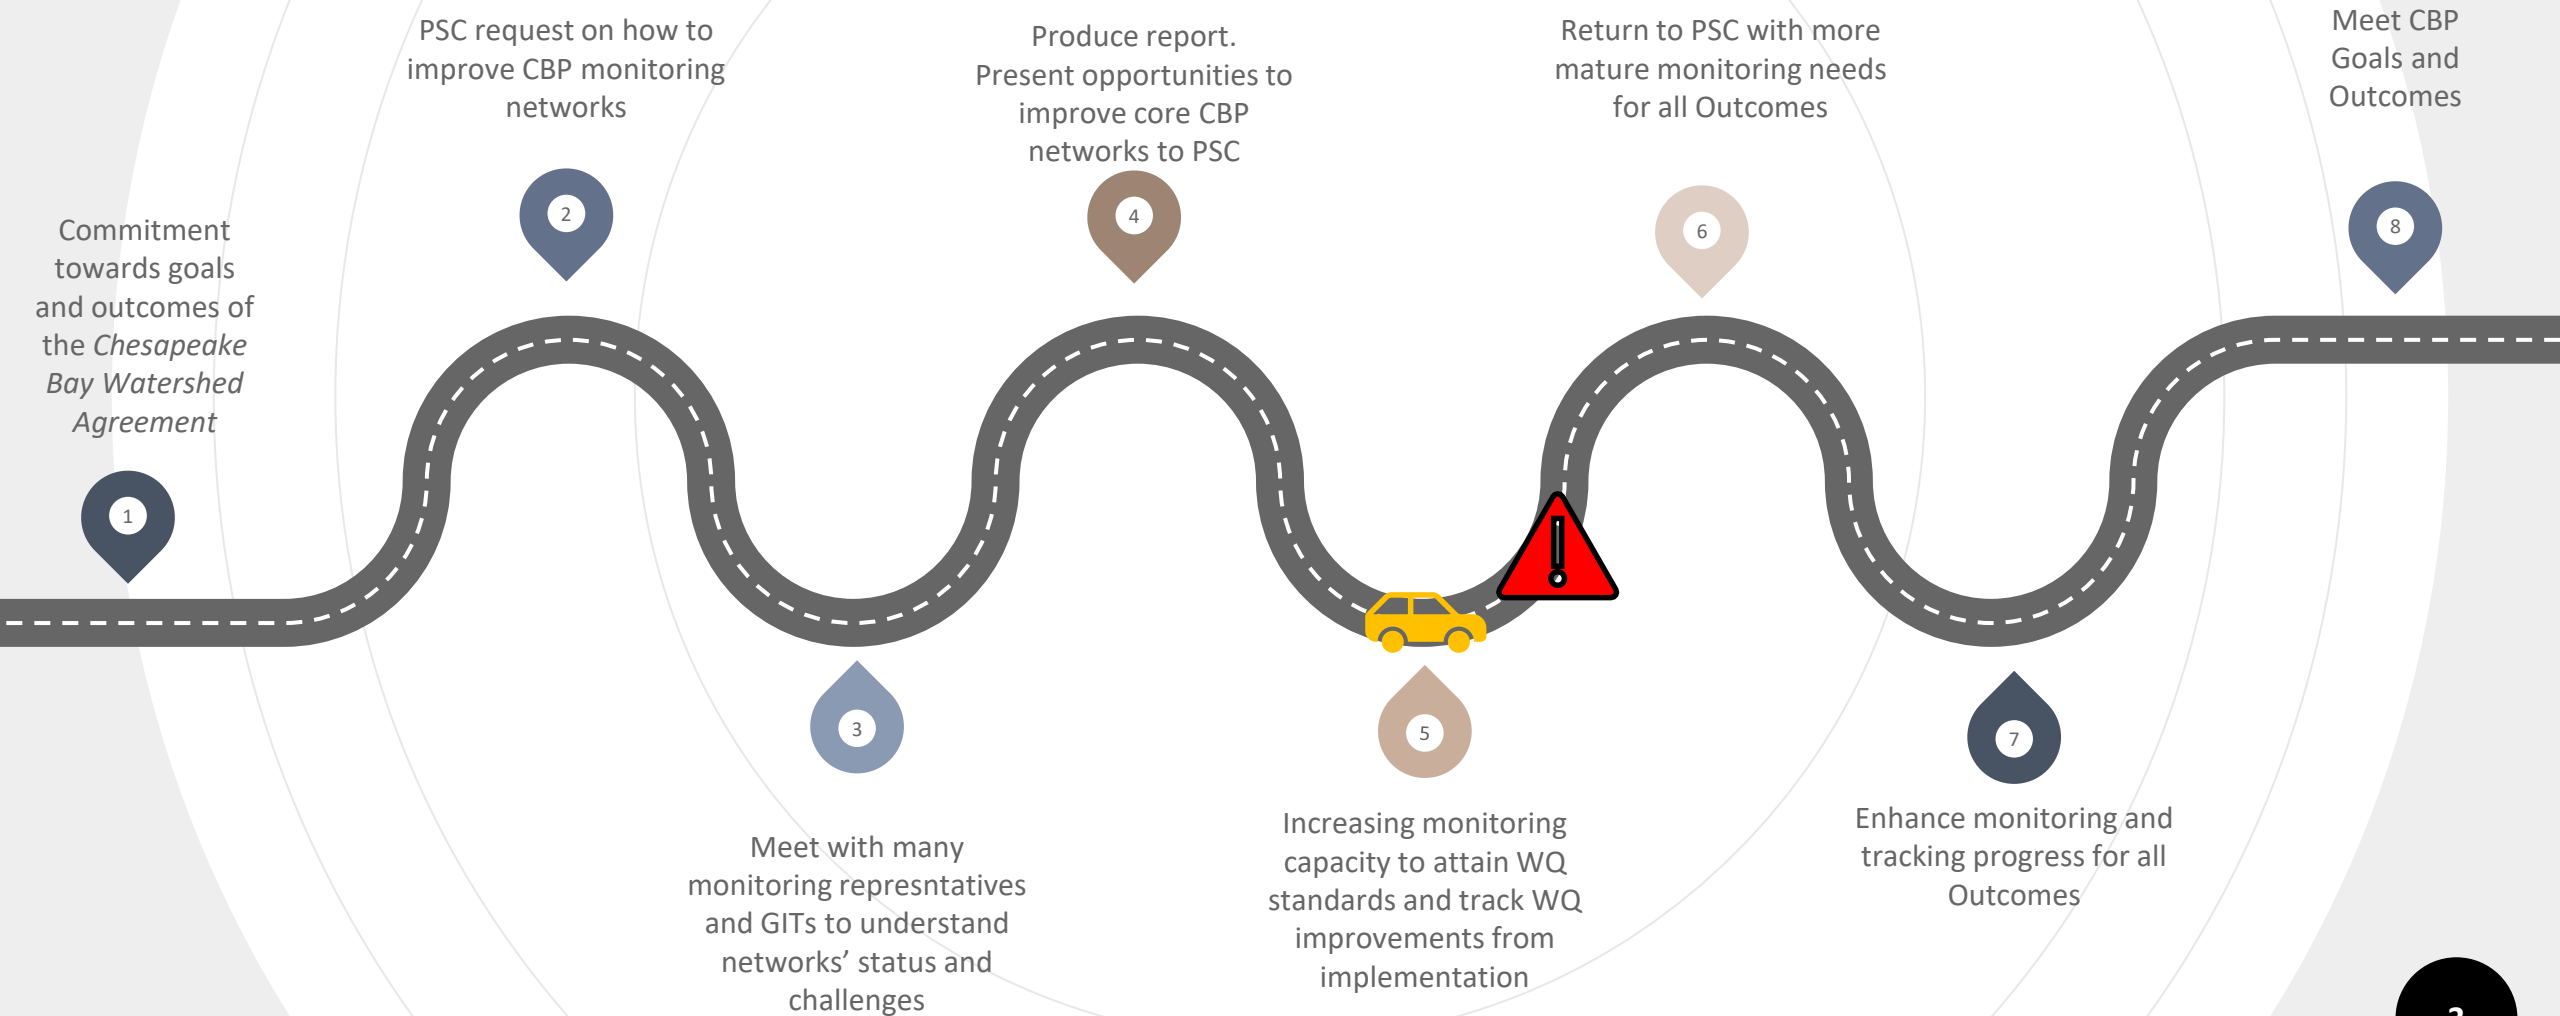 Commitment
towards goals
and outcomes of
the Chesapeake
Bay Watershed
Agreement
1
PSC request on how to
improve CBP monitoring
networks
2
3
Meet with many
monitoring represntatives
and GITs to understand
networks’ status and
challenges
Produce report.
Present opportunities to
improve core CBP
networks to PSC
4
5
Increasing monitoring
capacity to attain WQ
standards and track WQ
improvements from
implementation
Return to PSC with more
mature monitoring needs
for all Outcomes
6
7
Enhance monitoring and
tracking progress for all
Outcomes
Meet CBP
Goals and
Outcomes
8